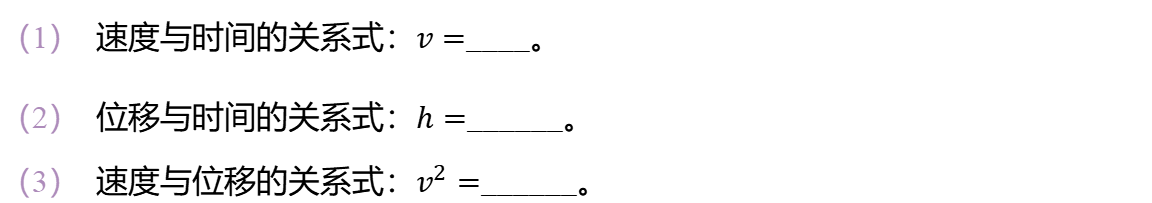 （1） 速度与时间的关系式：v =____。
（2） 位移与时间的关系式：h =______。
（3） 速度与位移的关系式：v² =______。